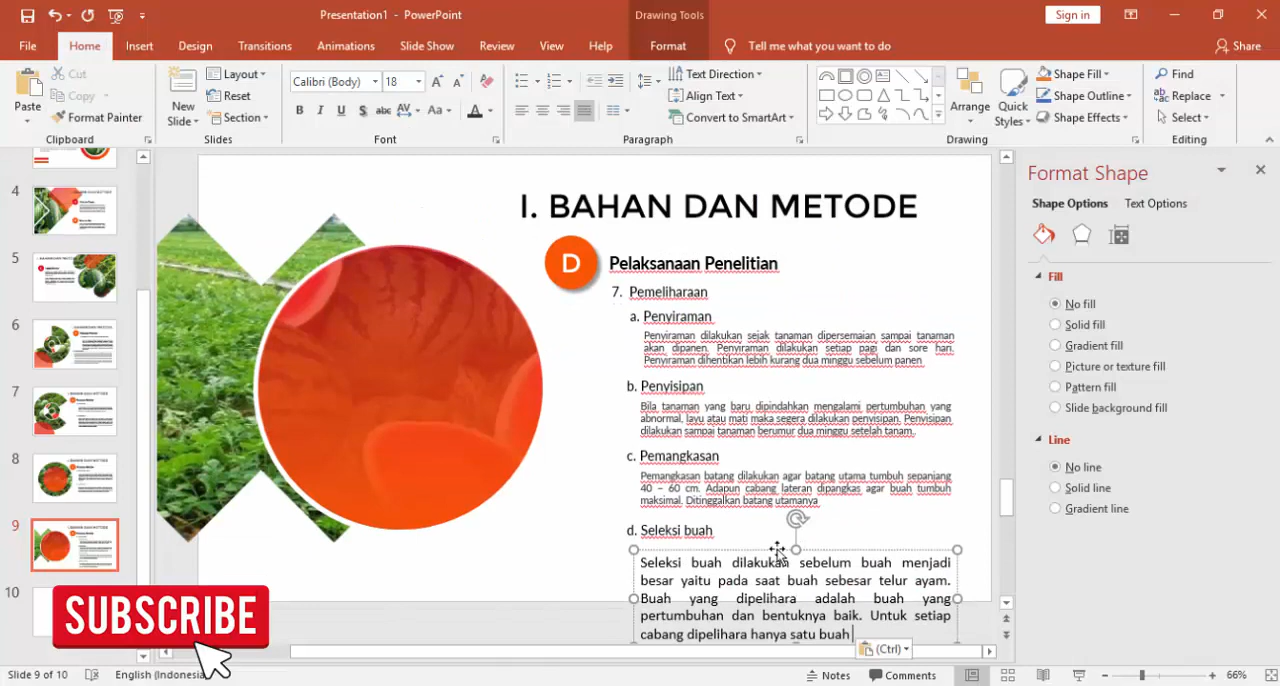 Presentation1 - PowerPoint
Drawing Tools
Sign in
File
Home
Insert
Design
Transitions
Animations
Slide Show
Review
View
Help
Format
Tell me what you want to do
Share
Paste
Cut
Copy
Format Painter
Clipboard
New Slide
Layout
Reset
Section
Slides
Calibri (Body)
18
Font
Text Direction
Align Text
Convert to SmartArt
Paragraph
Arrange
Quick Styles
Shape Fill
Shape Outline
Shape Effects
Drawing
Find
Replace
Select
Editing
4
5
6
7
8
9
10
I. BAHAN DAN METODE
D
Pelaksanaan Penelitian
7. Pemeliharaan
a. Penyiraman
Penyiraman dilakukan sejak tanam dipersemaian sampai tanaman
akan dipanen. Penyiraman dilakukan setiap pagi dan sore hari.
Penyiraman dihentikan lebih kurang dua minggu sebelum panen
b. Penyisipan
Bila tanaman yang baru dipindahkan mengalami pertumbuhan yang
abnormal, layu atau mati maka segera dilakukan penyisipan. Penyisipan
dilakukan sampai tanaman berumur dua minggu setelah tanam.
c. Pemangkasan
Pemangkasan batang dilakukan agar batang utama tumbuh sepanjang
40 – 60 cm. Adapun cabang lateran dipangkas agar buah tumbuh
maksimal. Ditinggalkan batang utamanya
d. Seleksi buah
Seleksi buah dilakukan sebelum buah menjadi
besar yaitu pada saat buah sebesar telur ayam.
Buah yang dipelihara adalah buah yang
pertumbuhan dan bentuknya baik. Untuk setiap
cabang dipelihara hanya satu buah
(Ctrl)
Format Shape
Shape Options
Text Options
Fill
No fill
Solid fill
Gradient fill
Picture or texture fill
Pattern fill
Slide background fill
Line
No line
Solid line
Gradient line
SUBSCRIBE
Slide 9 of 10
English (Indonesia)
Notes
Comments
66%